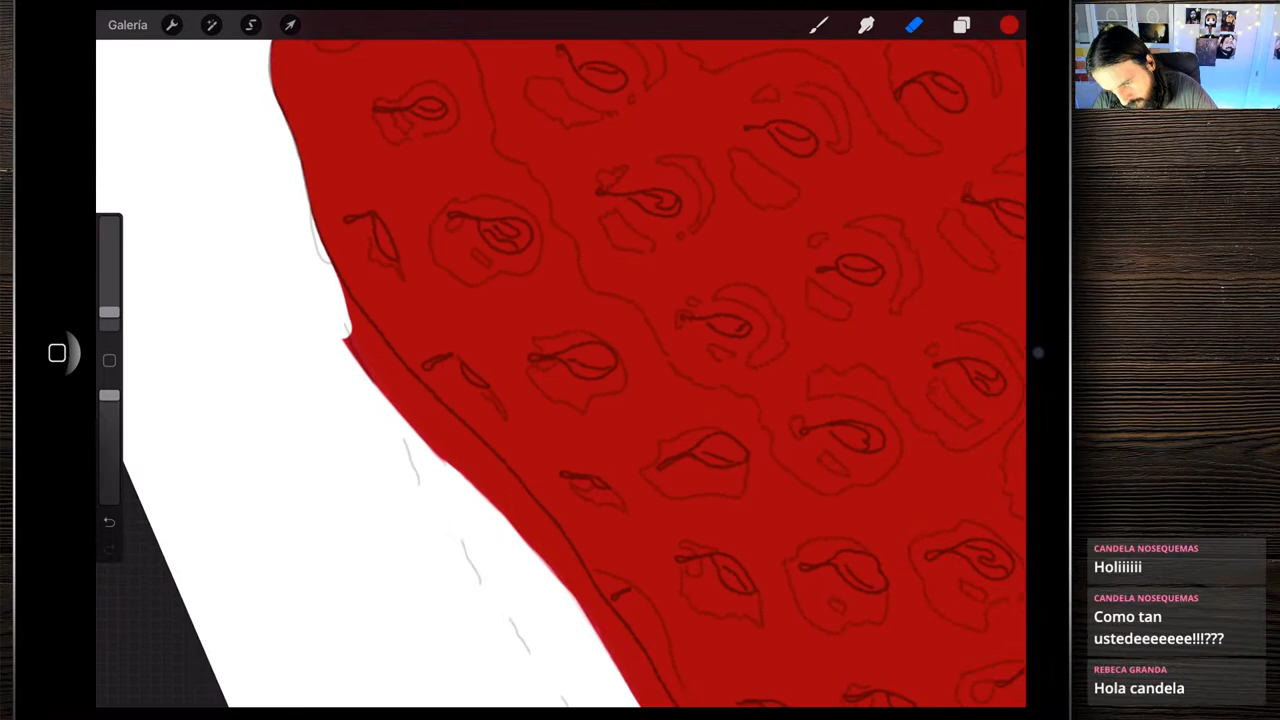 Galería
CANDELA NOSEQUEMAS
Holiiiiii
CANDELA NOSEQUEMAS
Como tan
ustedeeeeeee!!!???
REBECA GRANDA
Hola candela